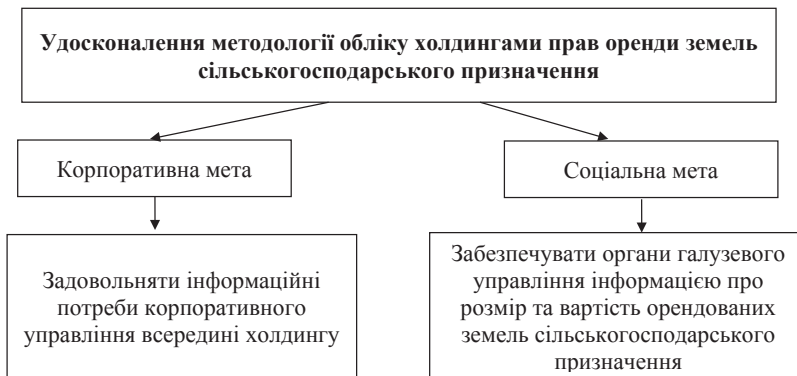 Удосконалення методології обліку холдингами прав оренди земель
сільськогосподарського призначення
Корпоративна мета
Соціальна мета
Задовольняти інформаційні
потреби корпоративного
управління всередині холдингу
Забезпечувати органи галузевого
управління інформацією про
розмір та вартість орендованих
земель сільськогосподарського
призначення